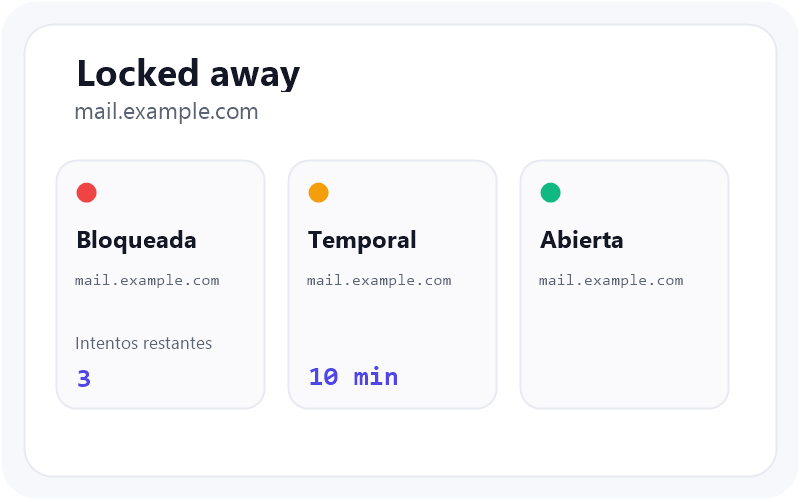 Locked away
mail.example.com
Bloqueada
mail.example.com
Intentos restantes
3
Temporal
mail.example.com
10 min
Abierta
mail.example.com